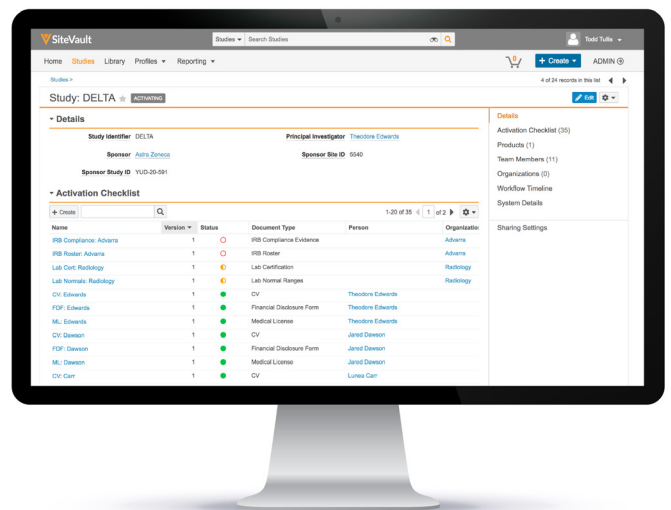 SiteVault Studies Search Studies Todd Tullis
Home Studies Library Profiles Reporting 0 + Create ADMIN
Studies > 4 of 24 records in this list
Study: DELTA ACTIVATING Edit
Details
Study Identifier DELTA Principal Investigator Theodore Edwards
Sponsor Astra Zeneca Sponsor Site ID 5540
Sponsor Study ID YUD-20-591
Activation Checklist
+ Create 1-20 of 35 1 of 2
Name Version Status Document Type Person Organization
IRB Compliance: Advarra 1 IRB Compliance Evidence Advarra
IRB Roster: Advarra 1 IRB Roster Advarra
Lab Cert: Radiology 1 Lab Certification Radiology
Lab Normals: Radiology 1 Lab Normal Ranges Radiology
CV: Edwards 1 CV Theodore Edwards
FDF: Edwards 1 Financial Disclosure Form Theodore Edwards
ML: Edwards 1 Medical License Theodore Edwards
CV: Dawson 1 CV Jared Dawson
FDF: Dawson 1 Financial Disclosure Form Jared Dawson
ML: Dawson 1 Medical License Jared Dawson
CV: Carr 1 CV Lunea Carr
Details
Activation Checklist (35)
Products (1)
Team Members (11)
Organizations (0)
Workflow Timeline
System Details
Sharing Settings